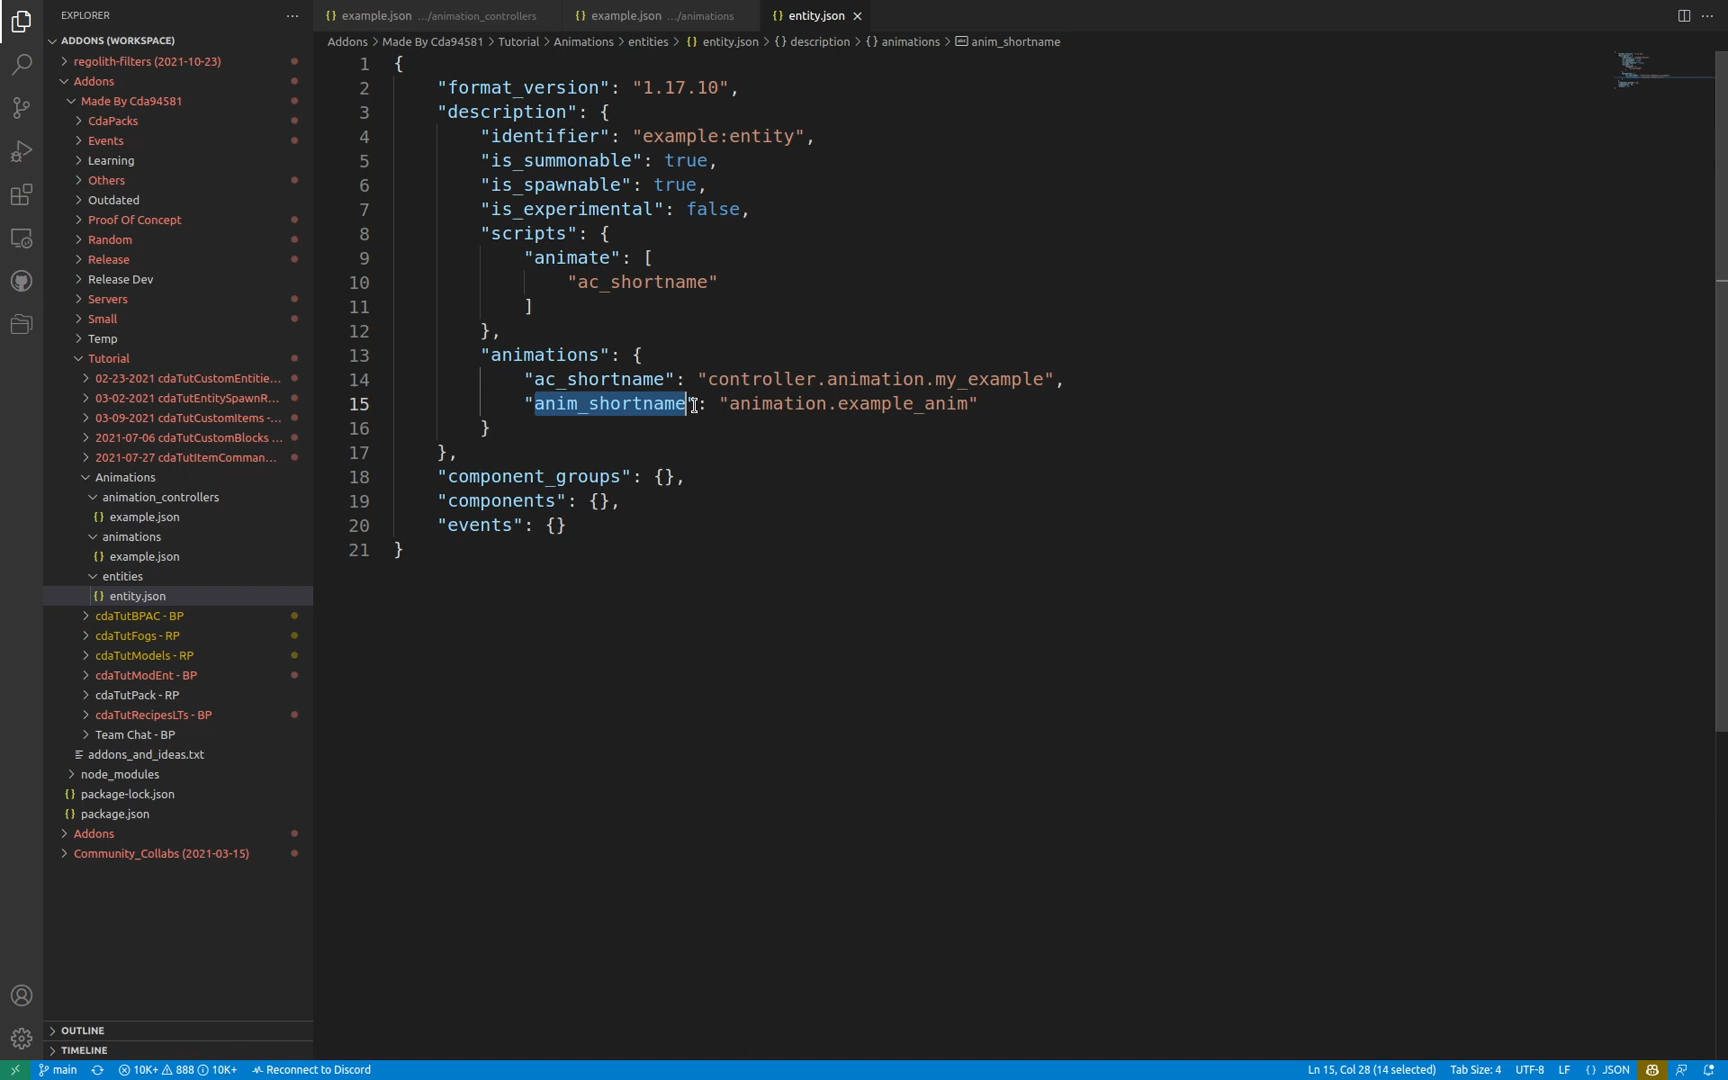 EXPLORER
ADDONS (WORKSPACE)
regolith-filters (2021-10-23)
Addons
Made By Cda94581
CdaPacks
Events
Learning
Others
Outdated
Proof Of Concept
Random
Release
Release Dev
Servers
Small
Temp
Tutorial
02-23-2021 cdaTutCustomEntitie...
03-02-2021 cdaTutEntitySpawnR...
03-09-2021 cdaTutCustomItems -...
2021-07-06 cdaTutCustomBlocks ...
2021-07-27 cdaTutItemComman...
Animations
animation_controllers
example.json
animations
example.json
entities
entity.json
cdaTutBPAC - BP
cdaTutFogs - RP
cdaTutModels - RP
cdaTutModEnt - BP
cdaTutPack - RP
cdaTutRecipesLTs - BP
Team Chat - BP
addons_and_ideas.txt
node_modules
package-lock.json
package.json
Addons
Community_Collabs (2021-03-15)
OUTLINE
TIMELINE
example.json .../animation_controllers
example.json .../animations
entity.json
Addons > Made By Cda94581 > Tutorial > Animations > entities > {} entity.json > {} description > {} animations > anim_shortname
1 {
2 "format_version": "1.17.10",
3 "description": {
4 "identifier": "example:entity",
5 "is_summonable": true,
6 "is_spawnable": true,
7 "is_experimental": false,
8 "scripts": {
9 "animate": [
10 "ac_shortname"
11 ]
12 },
13 "animations": {
14 "ac_shortname": "controller.animation.my_example",
15 "anim_shortname": "animation.example_anim"
16 }
17 },
18 "component_groups": {},
19 "components": {},
20 "events": {}
21 }
main 10K+ 888 10K+ Reconnect to Discord Ln 15, Col 28 (14 selected) Tab Size: 4 UTF-8 LF {} JSON